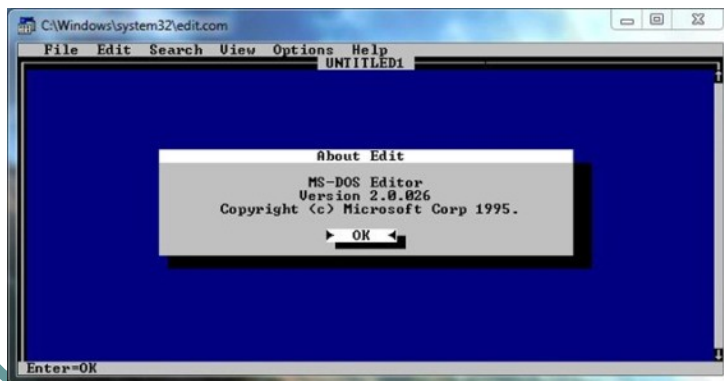 C:\Windows\system32\edit.com
File Edit Search View Options Help
UNTITLED1
About Edit
MS-DOS Editor
Version 2.0.026
Copyright (c) Microsoft Corp 1995.
OK
Enter=OK